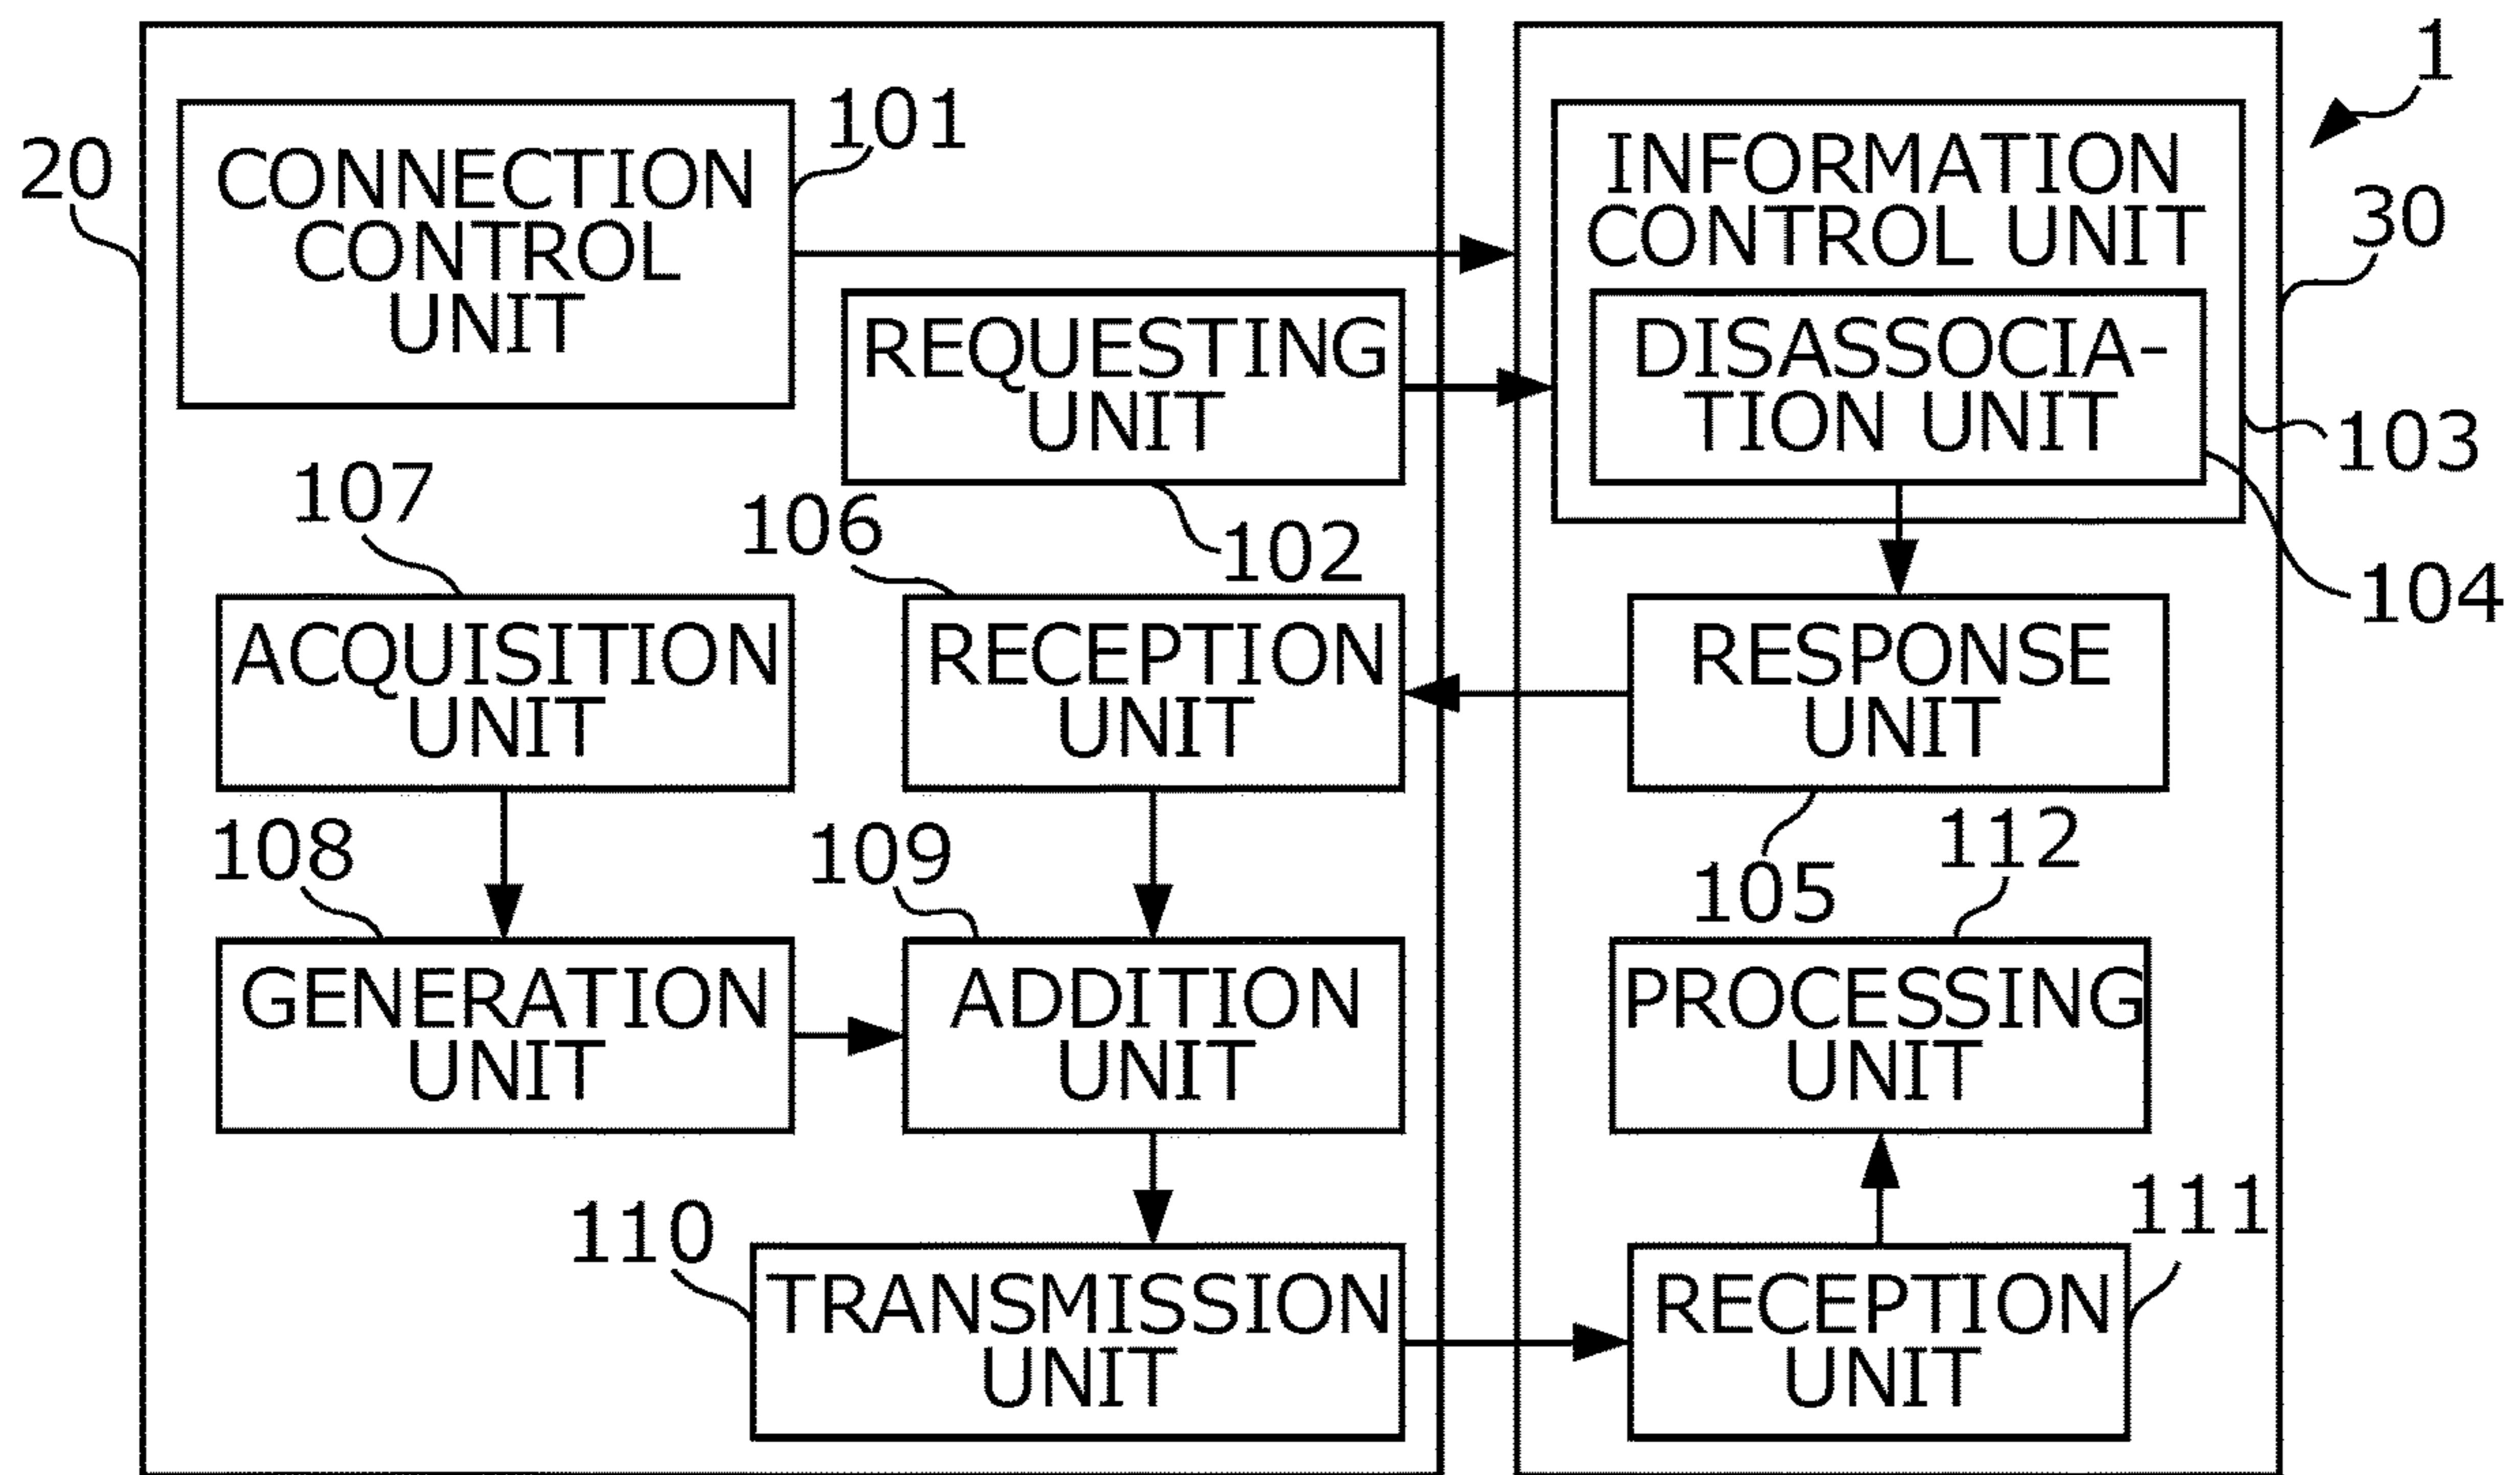 1
20
30
101
CONNECTION
CONTROL
UNIT
INFORMATION
CONTROL UNIT
REQUESTING
UNIT
DISASSOCIA-
TION UNIT
103
107
106
102
104
ACQUISITION
UNIT
RECEPTION
UNIT
RESPONSE
UNIT
108
109
105
112
GENERATION
UNIT
ADDITION
UNIT
PROCESSING
UNIT
110
111
TRANSMISSION
UNIT
RECEPTION
UNIT